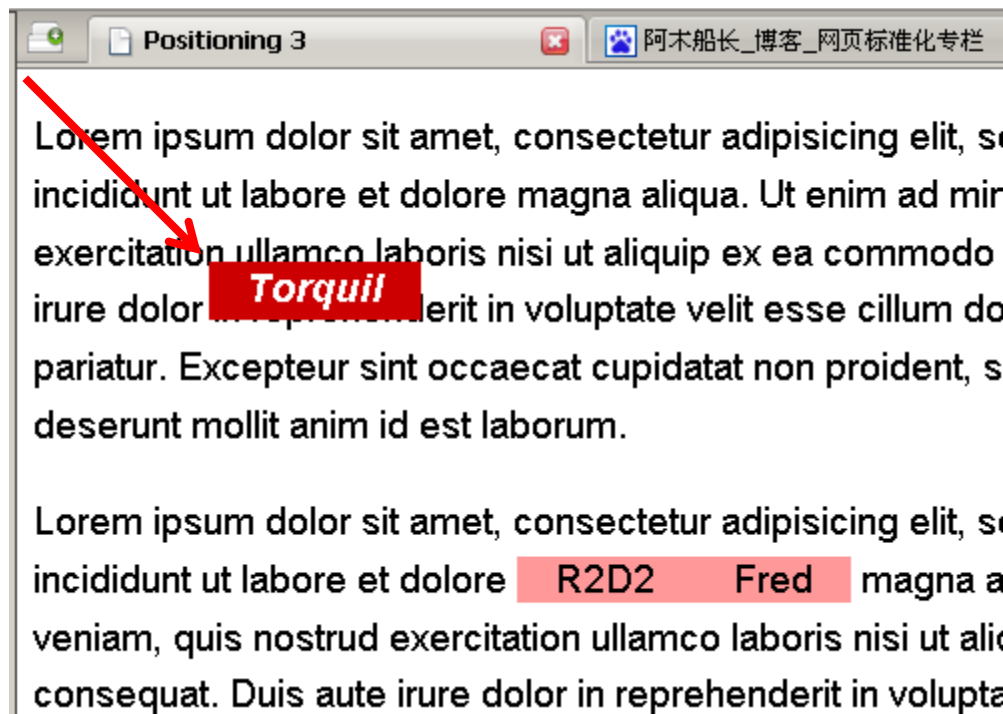 Positioning 3
阿木船长_博客_网页标准化专栏
Lorem ipsum dolor sit amet, consectetur adipisicing elit,
incididunt ut labore et dolore magna aliqua. Ut enim ad
exercitation ullamco laboris nisi ut aliquip ex ea commodo
Torquil
irure dolor in reprehenderit in voluptate velit esse cillum
pariatur. Excepteur sint occaecat cupidatat non proident,
deserunt mollit anim id est laborum.
Lorem ipsum dolor sit amet, consectetur adipisicing elit,
incididunt ut labore et dolore R2D2 Fred magna
veniam, quis nostrud exercitation ullamco laboris nisi ut
consequat. Duis aute irure dolor in reprehenderit in